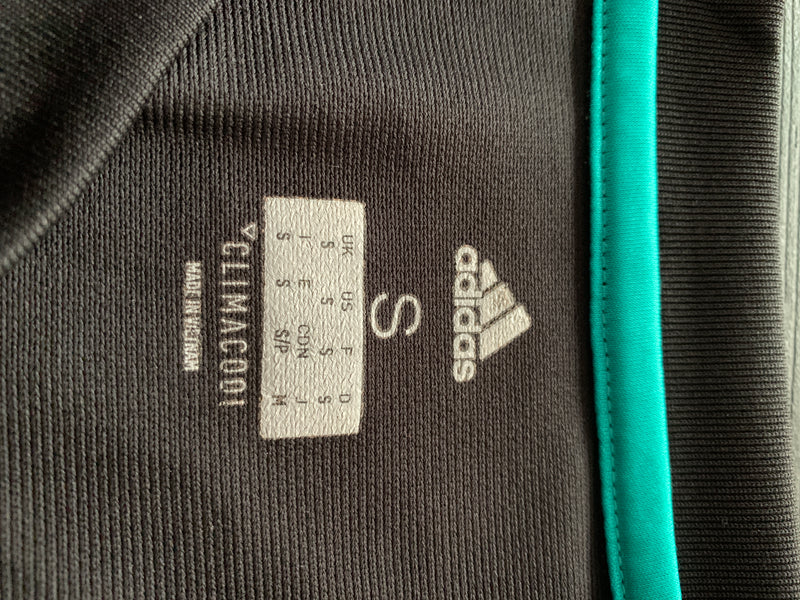 adidas
S
UK US F D
S S S S
I E CDN J
S S S/P M
CLIMACOOL
MADE IN VIETNAM